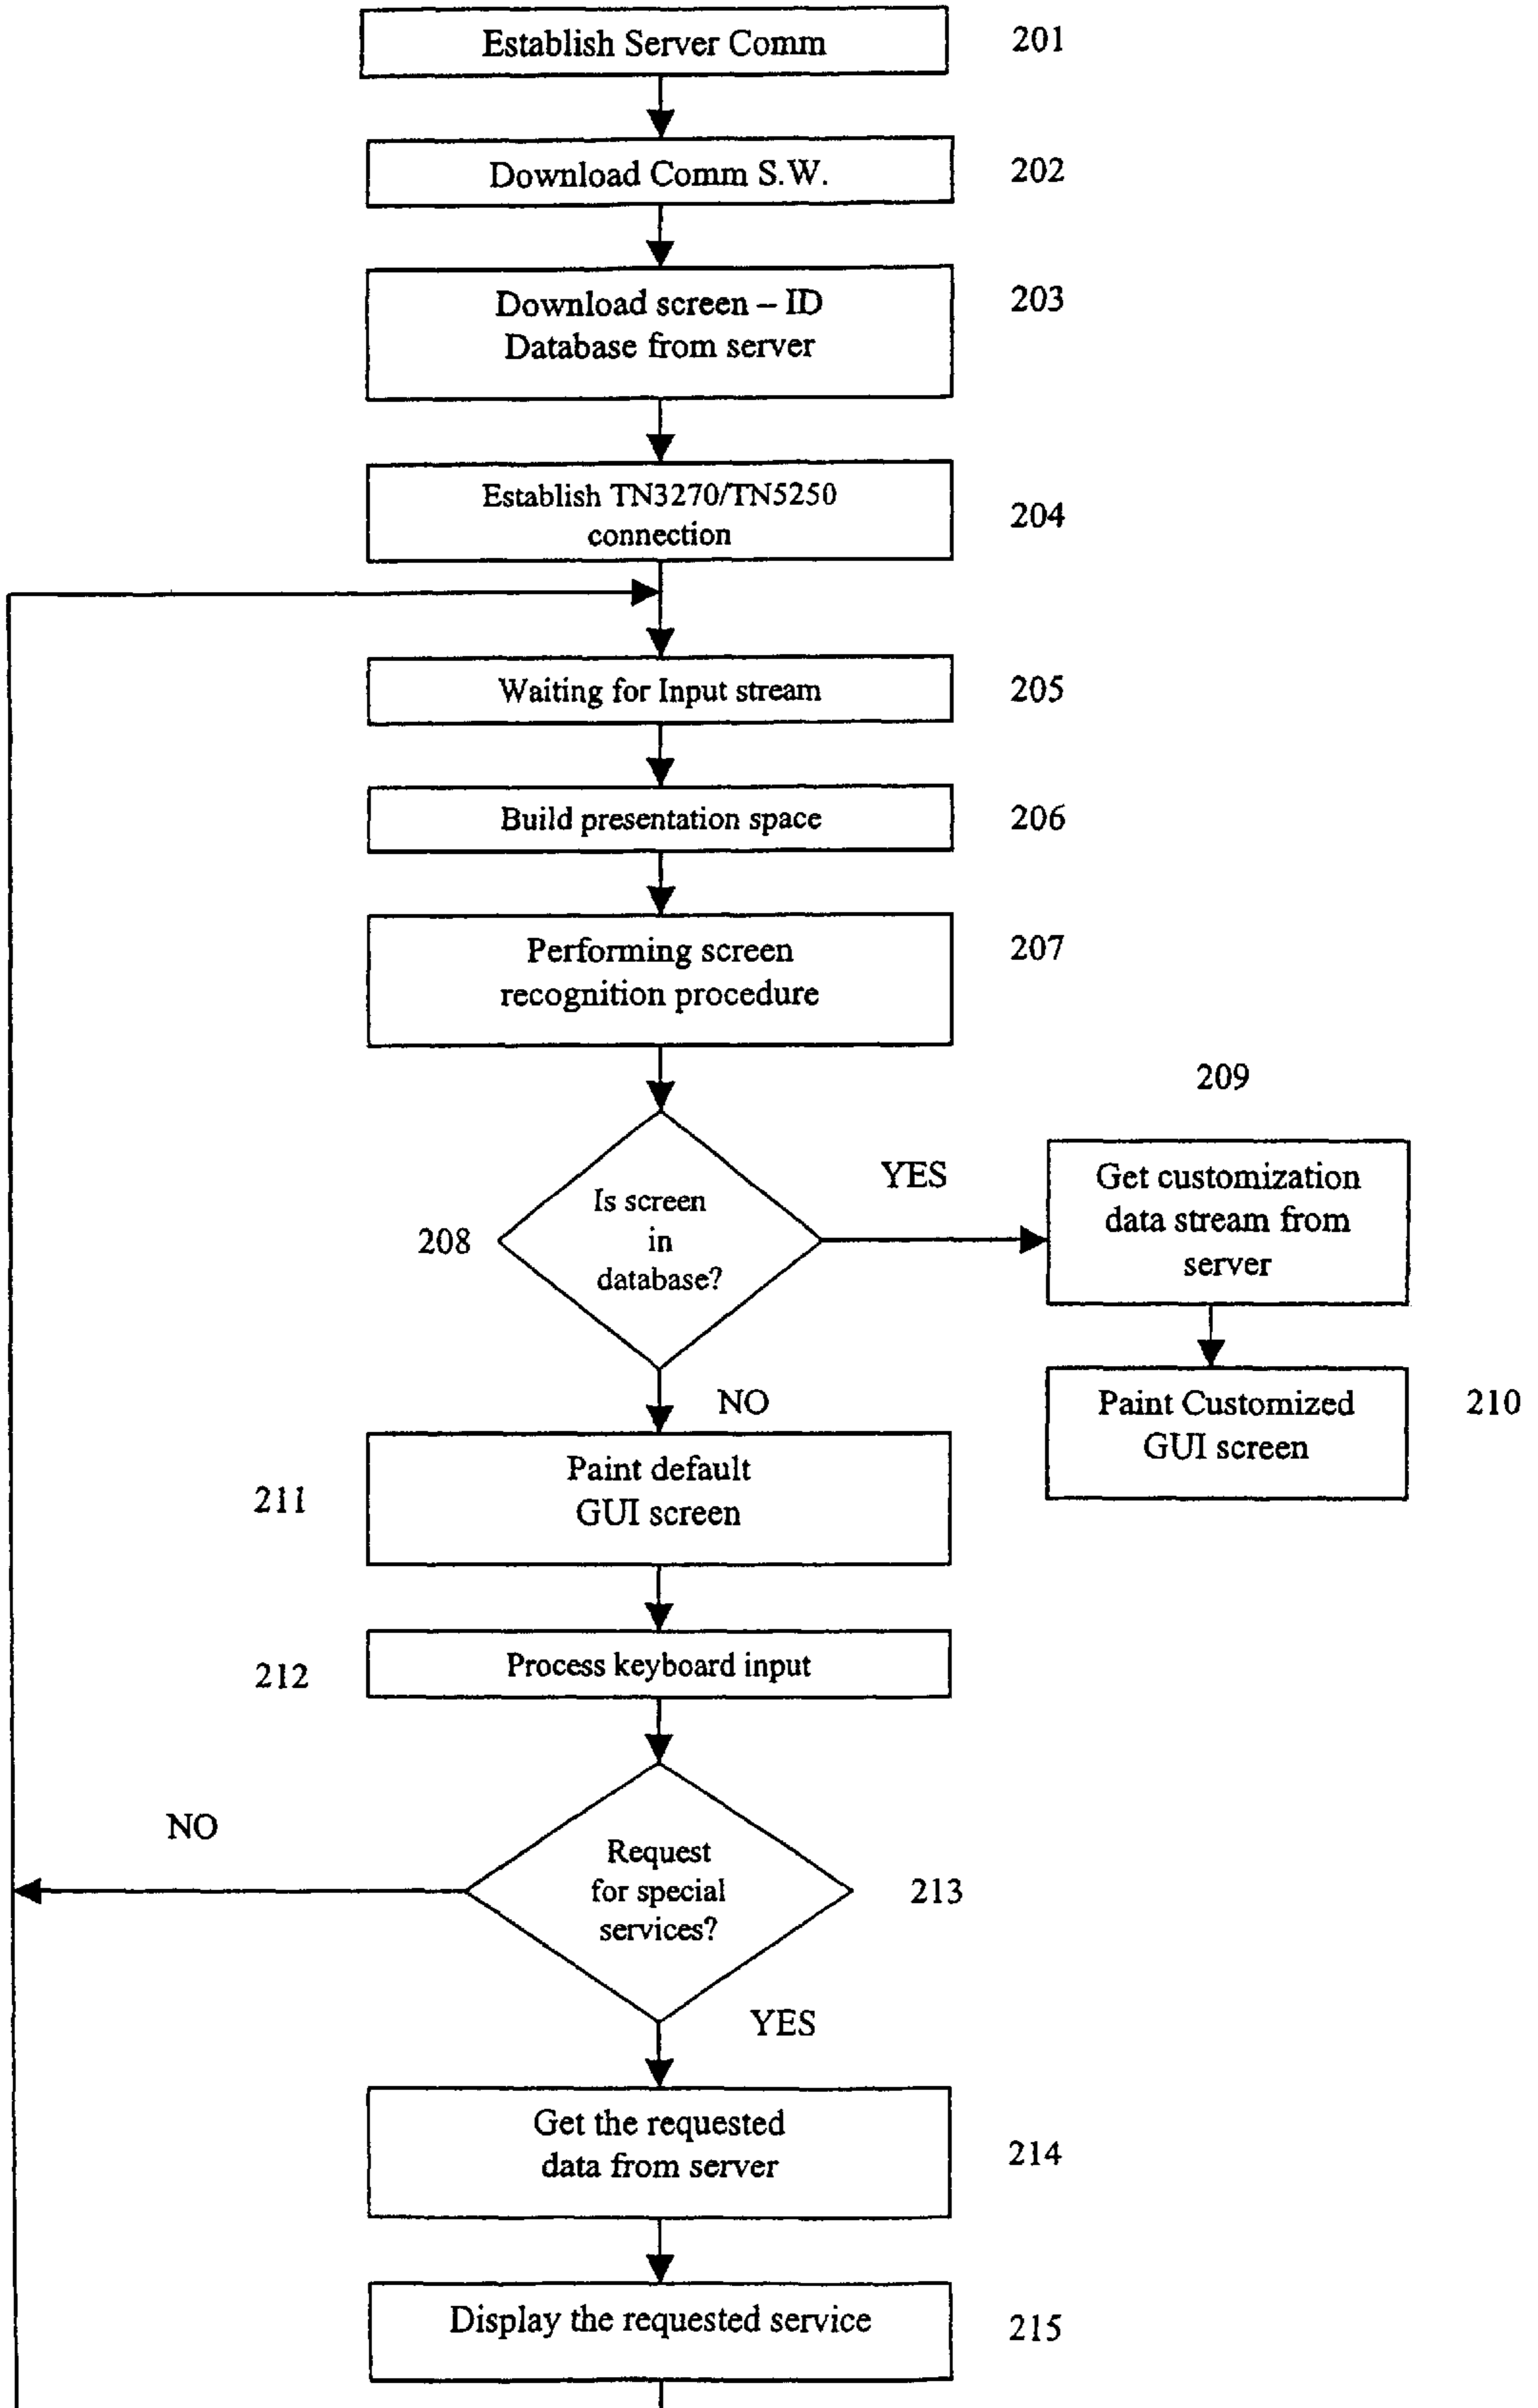 Establish Server Comm
201
Download Comm S.W.
202
Download screen – ID
Database from server
203
Establish TN3270/TN5250
connection
204
Waiting for Input stream
205
Build presentation space
206
Performing screen
recognition procedure
207
208
Is screen
in
database?
YES
209
Get customization
data stream from
server
Paint Customized
GUI screen
210
NO
211
Paint default
GUI screen
212
Process keyboard input
NO
Request
for special
services?
213
YES
Get the requested
data from server
214
Display the requested service
215